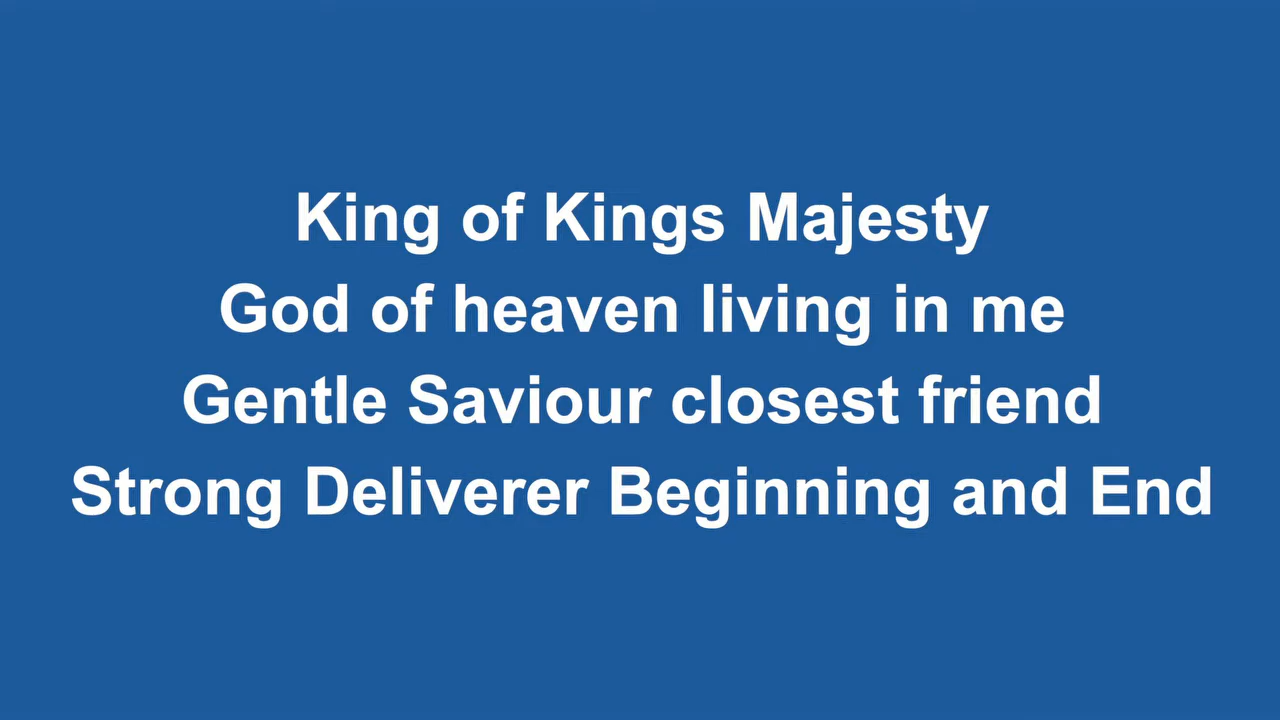 King of Kings Majesty
God of heaven living in me
Gentle Saviour closest friend
Strong Deliverer Beginning and End